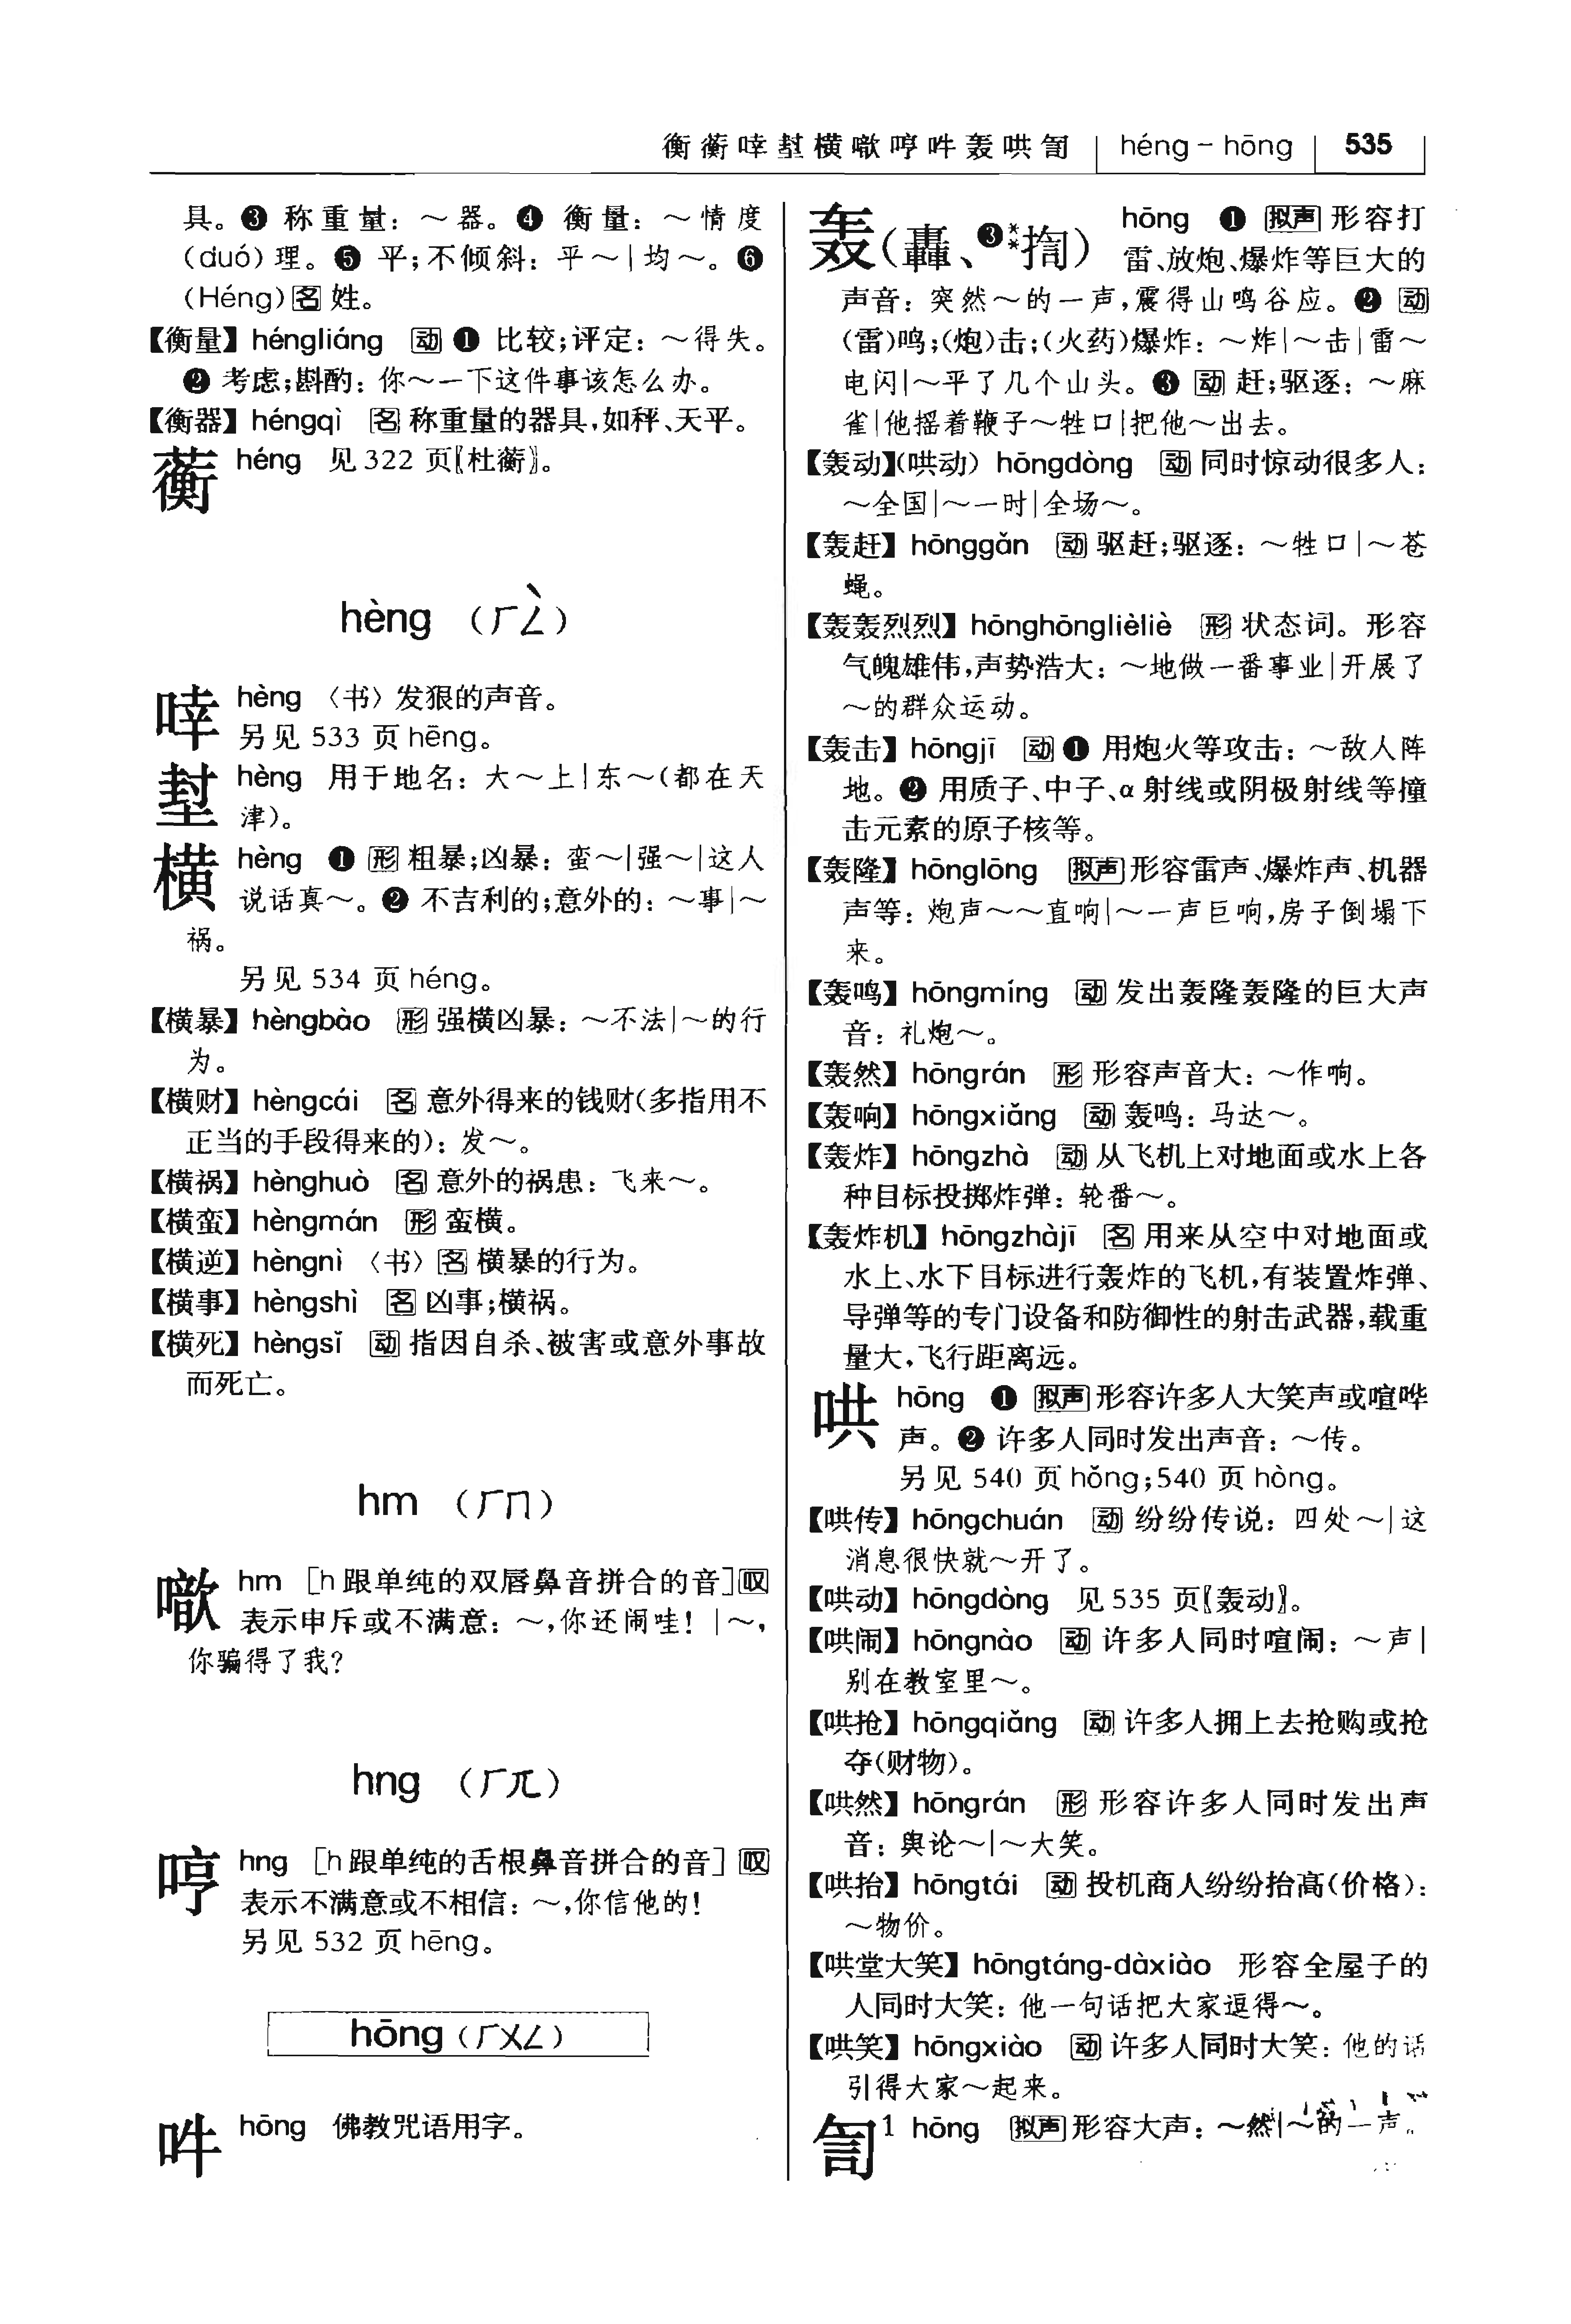 衡蘅啈堼横噷哼吽轰哄訇 héng-hōng 535
具。❸ 称重量：～器。❹ 衡量：～情度
(duó)理。❺ 平;不倾斜：平～|均～。❻
(Héng)名 姓。
【衡量】héngliáng 动❶ 比较;评定：～得失。
❷ 考虑;斟酌：你～一下这件事该怎么办。
【衡器】héngqì 名 称重量的器具,如秤、天平。
蘅 héng 见 322 页〖杜蘅〗。
hèng （ㄏㄥˋ）
啈 hèng 〈书〉发狠的声音。
另见 533 页 hēng。
堼 hèng 用于地名：大～上|东～(都在天
津)。
横 hèng ❶ 形 粗暴;凶暴：蛮～|强～|这人
说话真～。❷ 不吉利的;意外的：～事|～
祸。
另见 534 页 héng。
【横暴】hèngbào 形 强横凶暴：～不法|～的行
为。
【横财】hèngcái 名 意外得来的钱财(多指用不
正当的手段得来的)：发～。
【横祸】hènghuò 名 意外的祸患：飞来～。
【横蛮】hèngmán 形 蛮横。
【横逆】hèngnì 〈书〉名 横暴的行为。
【横事】hèngshì 名 凶事;横祸。
【横死】hèngsǐ 动 指因自杀、被害或意外事故
而死亡。
hm （ㄏㄇ）
噷 hm [h 跟单纯的双唇鼻音拼合的音]叹
表示申斥或不满意：～,你还闹哇！|～,
你骗得了我？
hng （ㄏㄫ）
哼 hng [h 跟单纯的舌根鼻音拼合的音] 叹
表示不满意或不相信：～,你信他的！
另见 532 页 hēng。
hōng（ㄏㄨㄥ）
吽 hōng 佛教咒语用字。
轰(轟、❸**揈) hōng ❶ 拟声 形容打
雷、放炮、爆炸等巨大的
声音：突然～的一声,震得山鸣谷应。❷ 动
(雷)鸣;(炮)击;(火药)爆炸：～炸|～击|雷～
电闪|～平了几个山头。❸ 动 赶;驱逐：～麻
雀|他摇着鞭子～牲口|把他～出去。
【轰动】(哄动) hōngdòng 动 同时惊动很多人：
～全国|～一时|全场～。
【轰赶】hōnggǎn 动 驱赶;驱逐：～牲口|～苍
蝇。
【轰轰烈烈】hōnghōnglièliè 形 状态词。形容
气魄雄伟,声势浩大：～地做一番事业|开展了
～的群众运动。
【轰击】hōngjī 动❶ 用炮火等攻击：～敌人阵
地。❷ 用质子、中子、α 射线或阴极射线等撞
击元素的原子核等。
【轰隆】hōnglōng 拟声 形容雷声、爆炸声、机器
声等：炮声～～直响|～一声巨响,房子倒塌下
来。
【轰鸣】hōngmíng 动 发出轰隆轰隆的巨大声
音：礼炮～。
【轰然】hōngrán 形 形容声音大：～作响。
【轰响】hōngxiǎng 动 轰鸣：马达～。
【轰炸】hōngzhà 动 从飞机上对地面或水上各
种目标投掷炸弹：轮番～。
【轰炸机】hōngzhàjī 名 用来从空中对地面或
水上、水下目标进行轰炸的飞机,有装置炸弹、
导弹等的专门设备和防御性的射击武器,载重
量大,飞行距离远。
哄 hōng ❶ 拟声 形容许多人大笑声或喧哗
声。❷ 许多人同时发出声音：～传。
另见 540 页 hǒng;540 页 hòng。
【哄传】hōngchuán 动 纷纷传说：四处～|这
消息很快就～开了。
【哄动】hōngdòng 见 535 页〖轰动〗。
【哄闹】hōngnào 动 许多人同时喧闹：～声|
别在教室里～。
【哄抢】hōngqiǎng 动 许多人拥上去抢购或抢
夺(财物)。
【哄然】hōngrán 形 形容许多人同时发出声
音：舆论～|～大笑。
【哄抬】hōngtái 动 投机商人纷纷抬高(价格)：
～物价。
【哄堂大笑】hōngtáng-dàxiào 形容全屋子的
人同时大笑：他一句话把大家逗得～。
【哄笑】hōngxiào 动 许多人同时大笑：他的话
引得大家～起来。
訇1 hōng 拟声 形容大声：～然|～的一声。